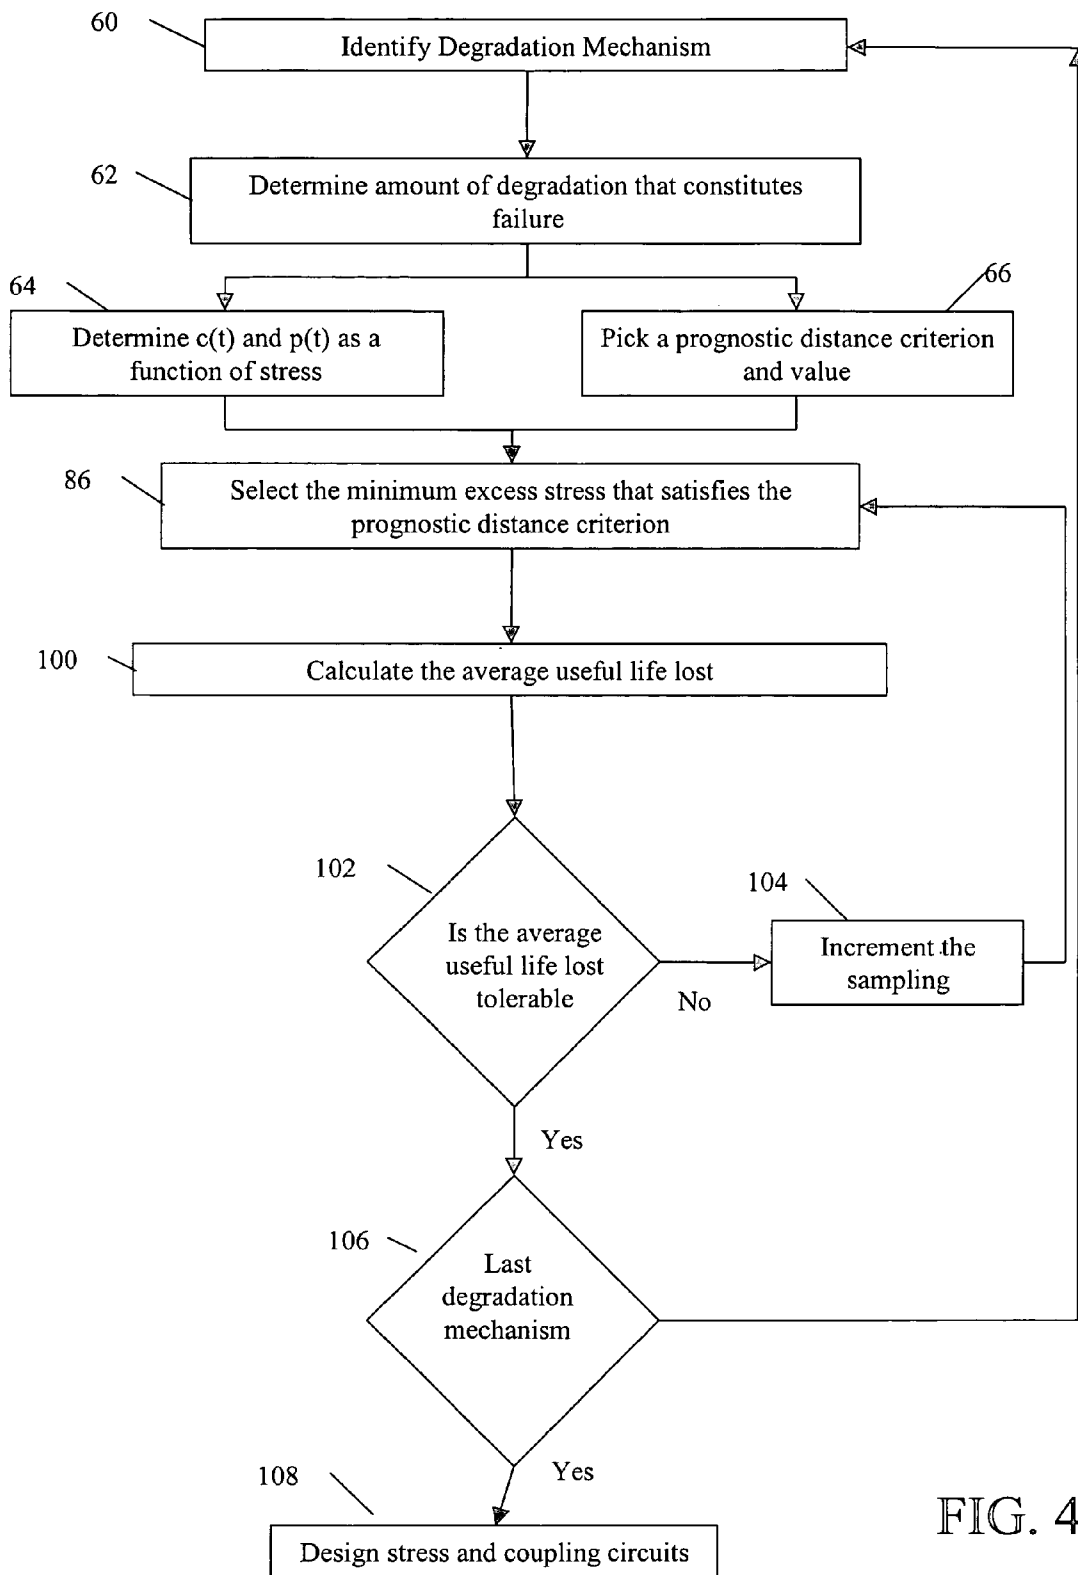 60
Identify Degradation Mechanism
62
Determine amount of degradation that constitutes
failure
64
Determine c(t) and p(t) as a
function of stress
66
Pick a prognostic distance criterion
and value
86
Select the minimum excess stress that satisfies the
prognostic distance criterion
100
Calculate the average useful life lost
102
Is the average
useful life lost
tolerable
No
104
Increment the
sampling
Yes
106
Last
degradation
mechanism
Yes
108
Design stress and coupling circuits
FIG. 4